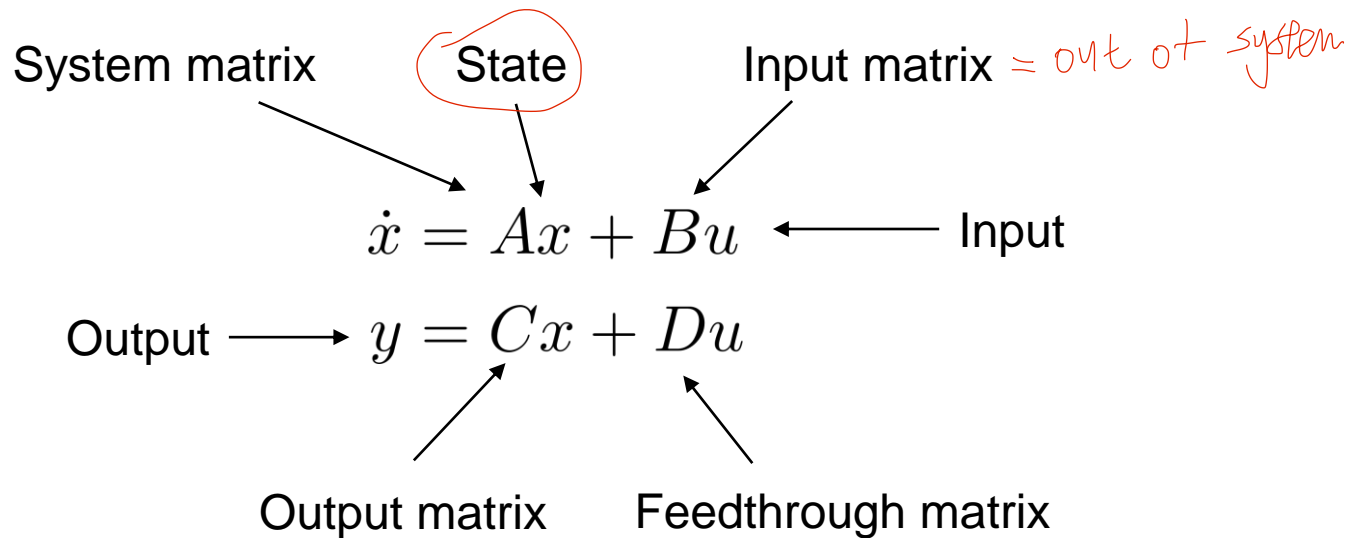 System matrix State Input matrix = out of system
ẋ = Ax + Bu Input
Output y = Cx + Du
Output matrix Feedthrough matrix